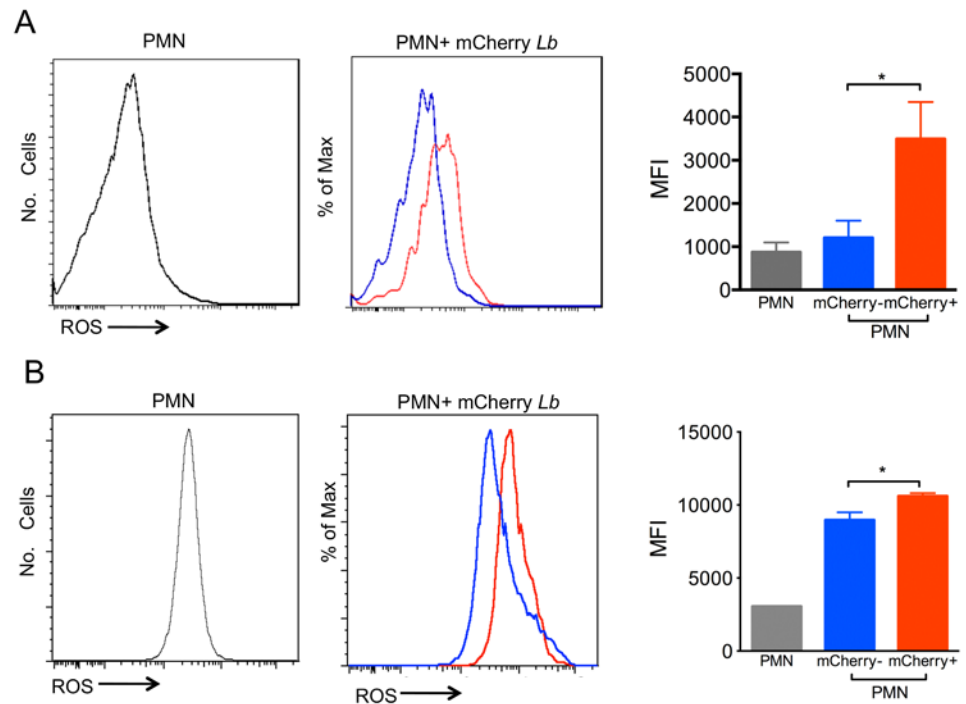 A
PMN
No. Cells
ROS
PMN+ mCherry Lb
% of Max
MFI
5000
4000
3000
2000
1000
0
*
PMN
mCherry-mCherry+
PMN
B
PMN
No. Cells
ROS
PMN+ mCherry Lb
% of Max
ROS
MFI
15000
10000
5000
0
*
PMN
mCherry- mCherry+
PMN